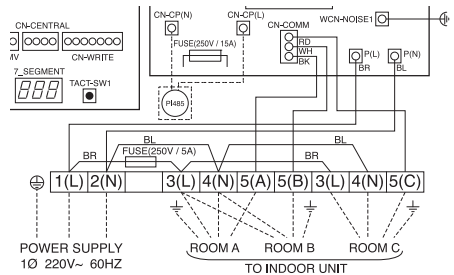 CN-CENTRAL
CN-CP(N)
CN-CP(L)
CN-COMM
WCN-NOISE1
FUSE(250V / 15A)
RD
WH
BK
MV
CN-WRITE
P(L)
P(N)
BR
BL
7_SEGMENT
TACT-SW1
888
PI485
BL
BL
FUSE(250V / 5A)
BR
BR
1(L) 2(N) 3(L) 4(N) 5(A) 5(B) 3(L) 4(N) 5(C)
POWER SUPPLY
1Ø 220V~ 60HZ
ROOM A
ROOM B
ROOM C
TO INDOOR UNIT